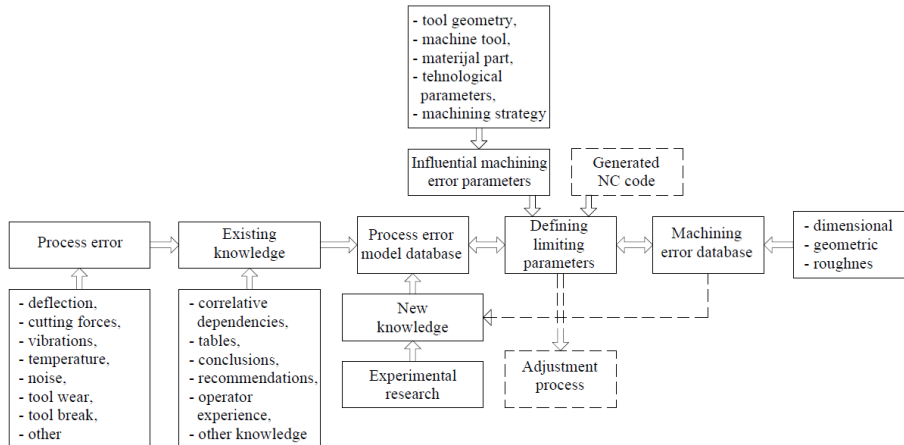 - tool geometry,
- machine tool,
- materijal part,
- tehnological
parameters,
- machining strategy
Influential machining
error parameters
Generated
NC code
Process error
Existing
knowledge
Process error
model database
Defining
limiting
parameters
Machining
error database
- dimensional
- geometric
- roughnes
- deflection,
- cutting forces,
- vibrations,
- temperature,
- noise,
- tool wear,
- tool break,
- other
- correlative
dependencies,
- tables,
- conclusions,
- recommendations,
- operator
experience,
- other knowledge
New
knowledge
Experimental
research
Adjustment
process